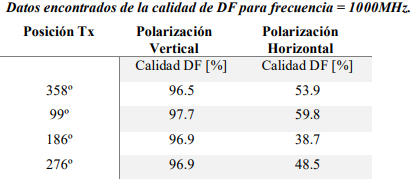 Datos encontrados de la calidad de DF para frecuencia = 1000MHz.
Posición Tx Polarización Vertical Polarización Horizontal
Calidad DF [%] Calidad DF [%]
358º 96.5 53.9
99º 97.7 59.8
186º 96.9 38.7
276º 96.9 48.5